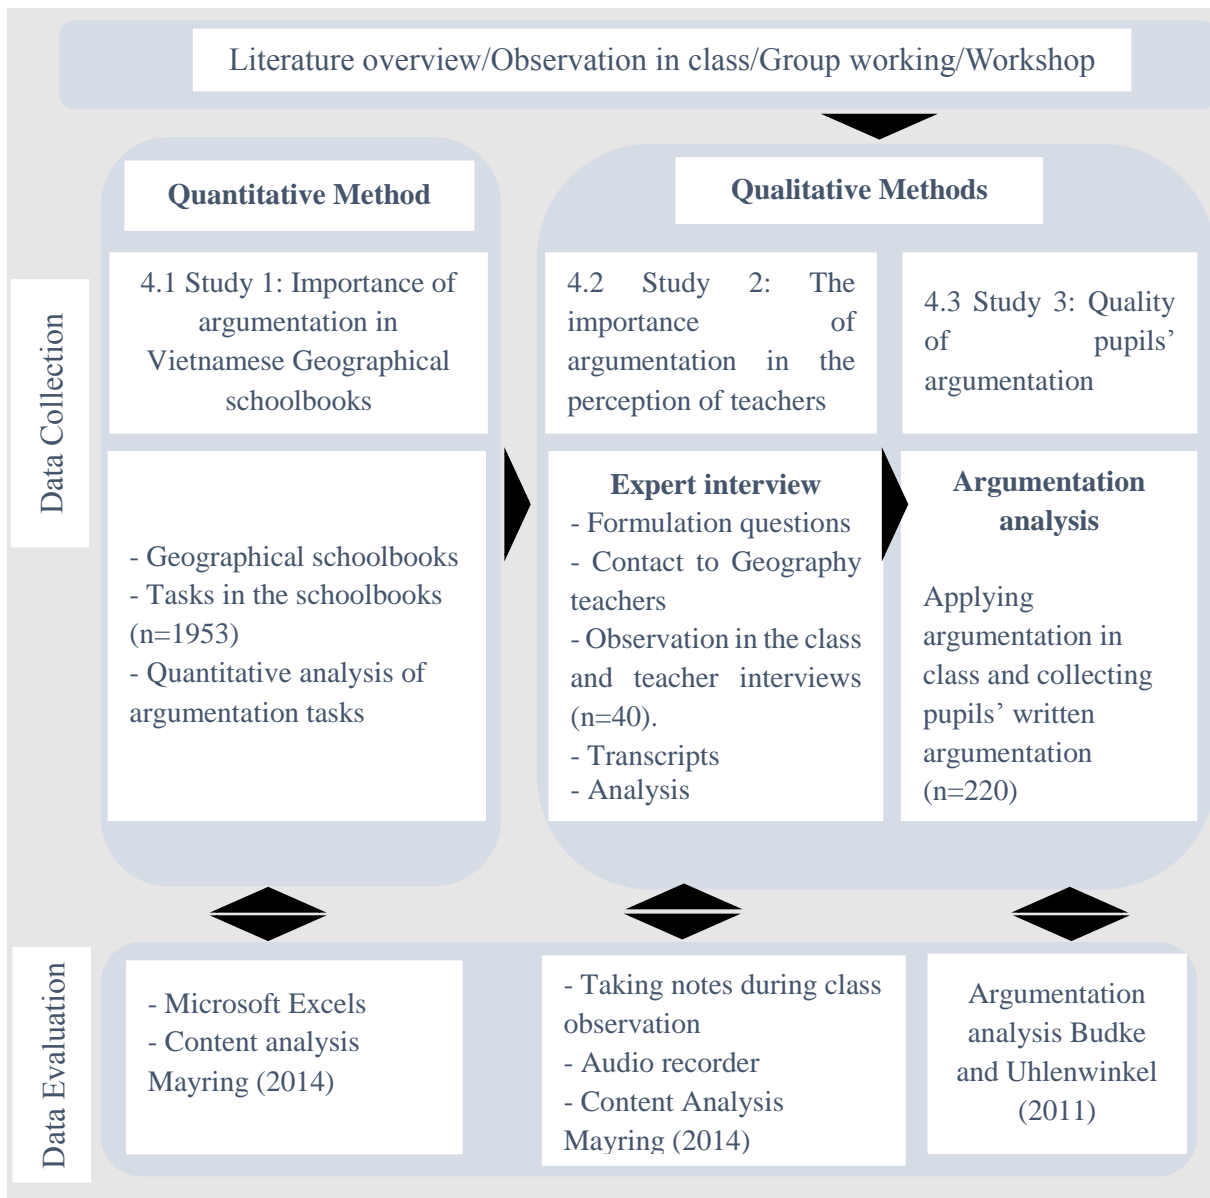 Literature overview/Observation in class/Group working/Workshop
Quantitative Method
Qualitative Methods
Data Collection
4.1 Study 1: Importance of
argumentation in
Vietnamese Geographical
schoolbooks
4.2 Study 2: The
importance of
argumentation in the
perception of teachers
4.3 Study 3: Quality
of pupils’
argumentation
- Geographical schoolbooks
- Tasks in the schoolbooks
(n=1953)
- Quantitative analysis of
argumentation tasks
Expert interview
- Formulation questions
- Contact to Geography
teachers
- Observation in the class
and teacher interviews
(n=40).
- Transcripts
- Analysis
Argumentation
analysis
Applying
argumentation in
class and collecting
pupils’ written
argumentation
(n=220)
Data Evaluation
- Microsoft Excels
- Content analysis
Mayring (2014)
- Taking notes during class
observation
- Audio recorder
- Content Analysis
Mayring (2014)
Argumentation
analysis Budke
and Uhlenwinkel
(2011)